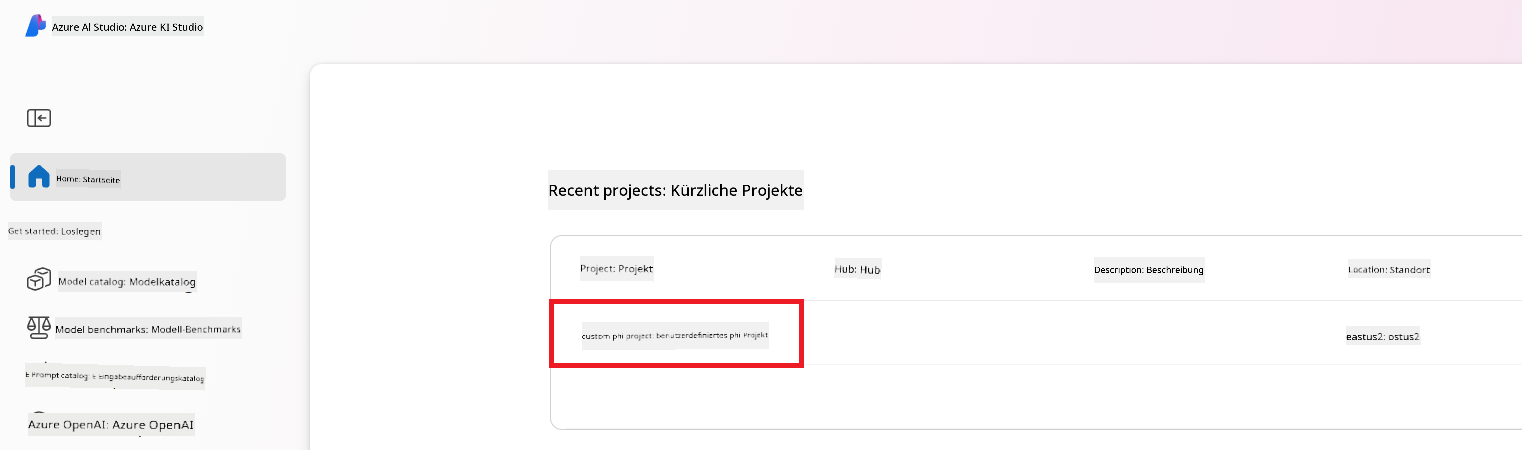 Azure AI Studio: Azure KI Studio
Home: Startseite
Get started: Loslegen
Model catalog: Modelkatalog
Model benchmarks: Modell-Benchmarks
E Prompt catalog: E Eingabeaufforderungskatalog
Azure OpenAI: Azure OpenAI
Recent projects: Kürzliche Projekte
Project: Projekt
Hub: Hub
Description: Beschreibung
Location: Standort
custom phi project: benutzerdefiniertes phi Projekt
eastus2: ostus2